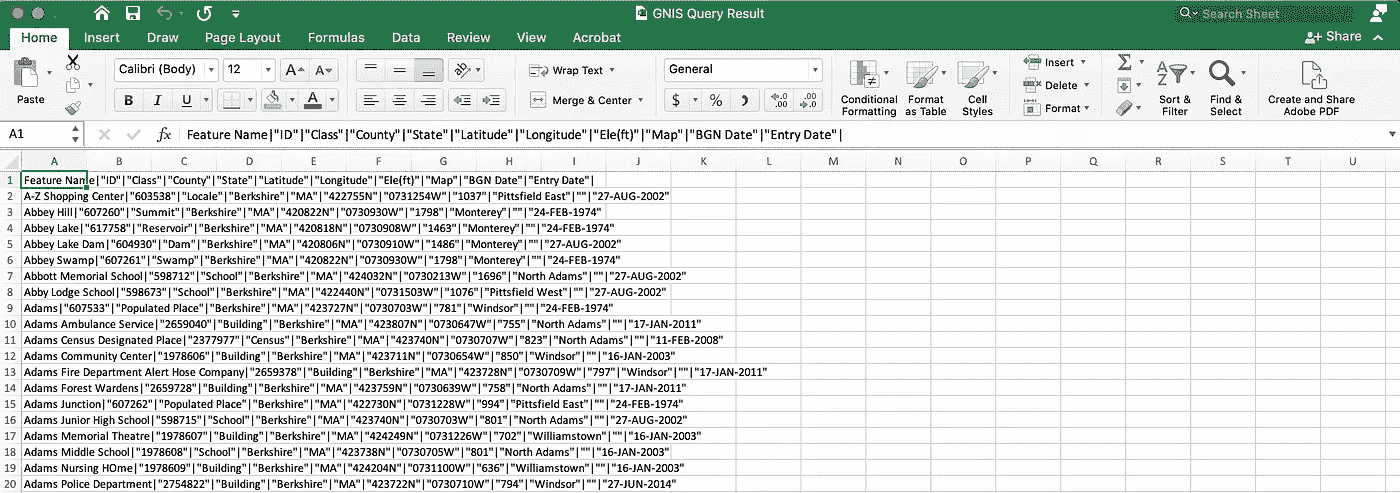 GNIS Query Result
Search Sheet
Home Insert Draw Page Layout Formulas Data Review View Acrobat Share
Calibri (Body) 12 A A Wrap Text General Insert
Paste B I U A Merge & Center $ % Conditional Formatting Format as Table Cell Styles Delete Format Sort & Filter Find & Select Create and Share Adobe PDF
A1 fx Feature Name|"ID"|"Class"|"County"|"State"|"Latitude"|"Longitude"|"Ele(ft)"|"Map"|"BGN Date"|"Entry Date"|
A B C D E F G H I J K L M N O P Q R S T U
1 Feature Name|"ID"|"Class"|"County"|"State"|"Latitude"|"Longitude"|"Ele(ft)"|"Map"|"BGN Date"|"Entry Date"|
2 A-Z Shopping Center|"603538"|"Locale"|"Berkshire"|"MA"|"422755N"|"0731254W"|"1037"|"Pittsfield East"|""|"27-AUG-2002"
3 Abbey Hill|"607260"|"Summit"|"Berkshire"|"MA"|"420822N"|"0730930W"|"1798"|"Monterey"|""|"24-FEB-1974"
4 Abbey Lake|"617758"|"Reservoir"|"Berkshire"|"MA"|"420818N"|"0730908W"|"1463"|"Monterey"|""|"24-FEB-1974"
5 Abbey Lake Dam|"604930"|"Dam"|"Berkshire"|"MA"|"420806N"|"0730910W"|"1486"|"Monterey"|""|"27-AUG-2002"
6 Abbey Swamp|"607261"|"Swamp"|"Berkshire"|"MA"|"420822N"|"0730930W"|"1798"|"Monterey"|""|"24-FEB-1974"
7 Abbott Memorial School|"598712"|"School"|"Berkshire"|"MA"|"424032N"|"0730213W"|"1696"|"North Adams"|""|"27-AUG-2002"
8 Abby Lodge School|"598673"|"School"|"Berkshire"|"MA"|"422440N"|"0731503W"|"1076"|"Pittsfield West"|""|"27-AUG-2002"
9 Adams|"607533"|"Populated Place"|"Berkshire"|"MA"|"423727N"|"0730703W"|"781"|"Windsor"|""|"24-FEB-1974"
10 Adams Ambulance Service|"2659040"|"Building"|"Berkshire"|"MA"|"423807N"|"0730647W"|"755"|"North Adams"|""|"17-JAN-2011"
11 Adams Census Designated Place|"2377977"|"Census"|"Berkshire"|"MA"|"423740N"|"0730707W"|"823"|"North Adams"|""|"11-FEB-2008"
12 Adams Community Center|"1978606"|"Building"|"Berkshire"|"MA"|"423711N"|"0730654W"|"850"|"Windsor"|""|"16-JAN-2003"
13 Adams Fire Department Alert Hose Company|"2659378"|"Building"|"Berkshire"|"MA"|"423728N"|"0730709W"|"797"|"Windsor"|""|"17-JAN-2011"
14 Adams Forest Wardens|"2659728"|"Building"|"Berkshire"|"MA"|"423759N"|"0730639W"|"758"|"North Adams"|""|"17-JAN-2011"
15 Adams Junction|"607262"|"Populated Place"|"Berkshire"|"MA"|"422730N"|"0731228W"|"994"|"Pittsfield East"|""|"24-FEB-1974"
16 Adams Junior High School|"598715"|"School"|"Berkshire"|"MA"|"423740N"|"0730703W"|"801"|"North Adams"|""|"27-AUG-2002"
17 Adams Memorial Theatre|"1978607"|"Building"|"Berkshire"|"MA"|"424249N"|"0731226W"|"702"|"Williamstown"|""|"16-JAN-2003"
18 Adams Middle School|"1978608"|"School"|"Berkshire"|"MA"|"423738N"|"0730705W"|"801"|"North Adams"|""|"16-JAN-2003"
19 Adams Nursing HOme|"1978609"|"Building"|"Berkshire"|"MA"|"424204N"|"0731100W"|"636"|"Williamstown"|""|"16-JAN-2003"
20 Adams Police Department|"2754822"|"Building"|"Berkshire"|"MA"|"423722N"|"0730710W"|"794"|"Windsor"|""|"27-JUN-2014"